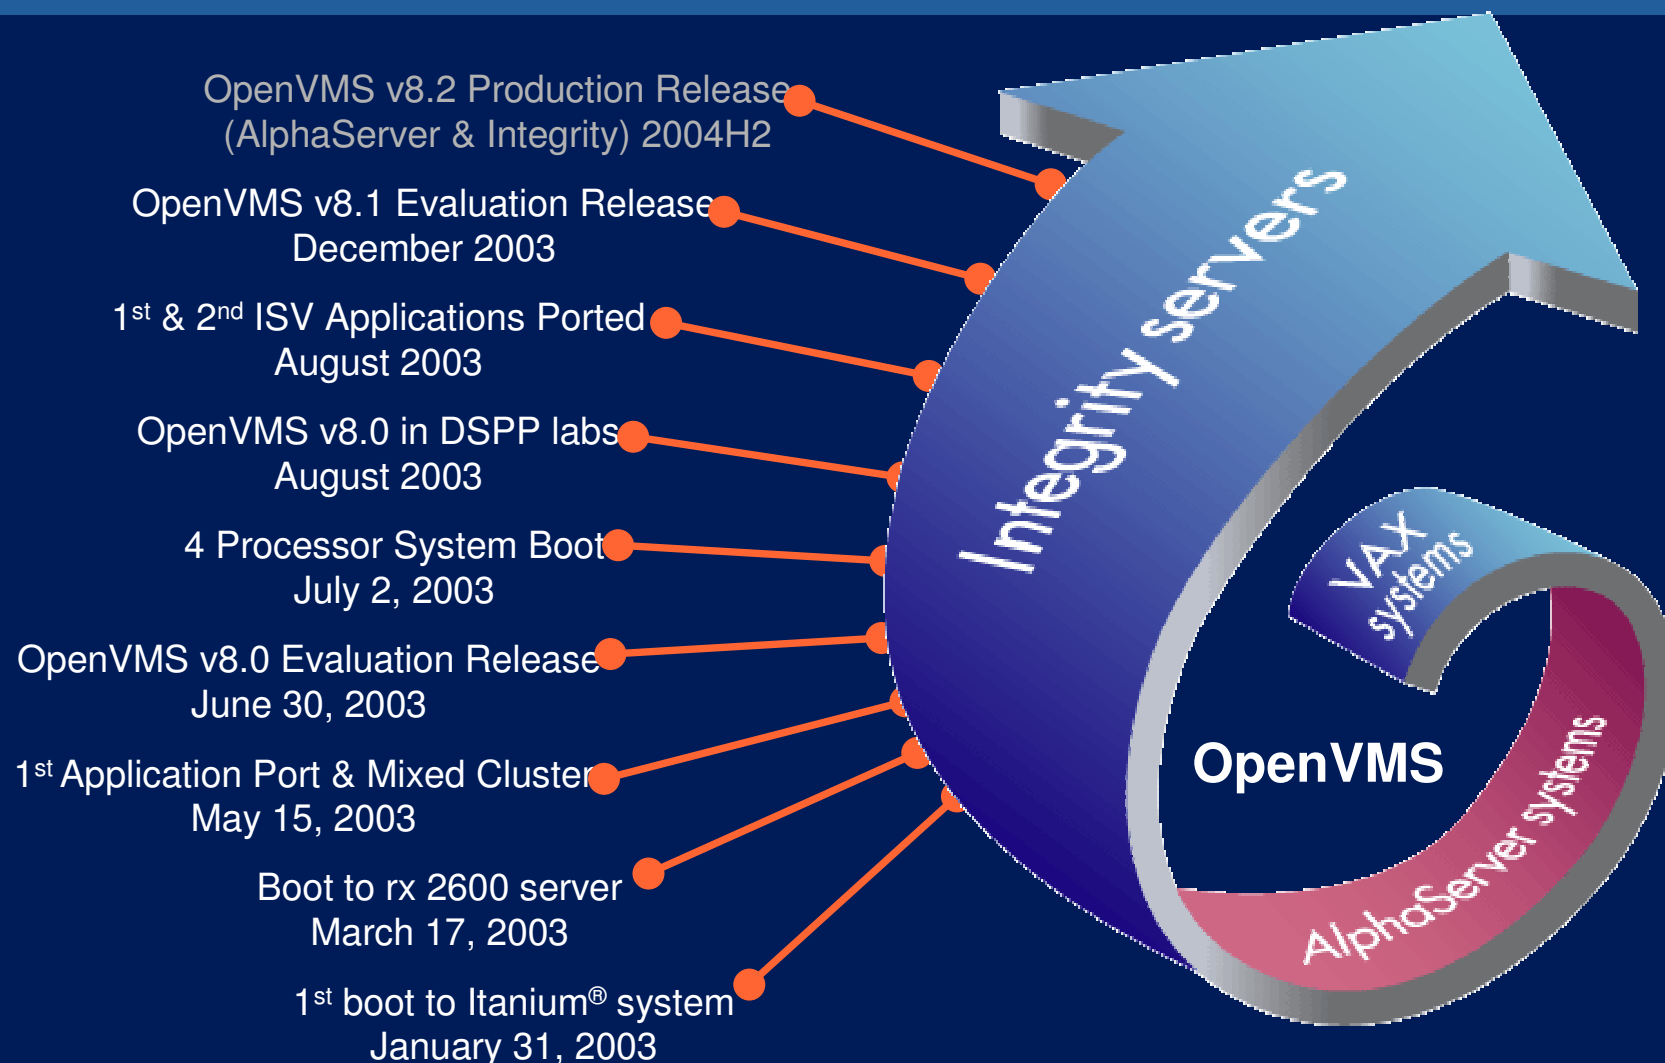 OpenVMS v8.2 Production Release
(AlphaServer & Integrity) 2004H2
OpenVMS v8.1 Evaluation Release
December 2003
1st & 2nd ISV Applications Ported
August 2003
OpenVMS v8.0 in DSPP labs
August 2003
4 Processor System Boot
July 2, 2003
OpenVMS v8.0 Evaluation Release
June 30, 2003
1st Application Port & Mixed Cluster
May 15, 2003
Boot to rx 2600 server
March 17, 2003
1st boot to Itanium® system
January 31, 2003
Integrity servers
VAX
systems
OpenVMS
AlphaServer systems